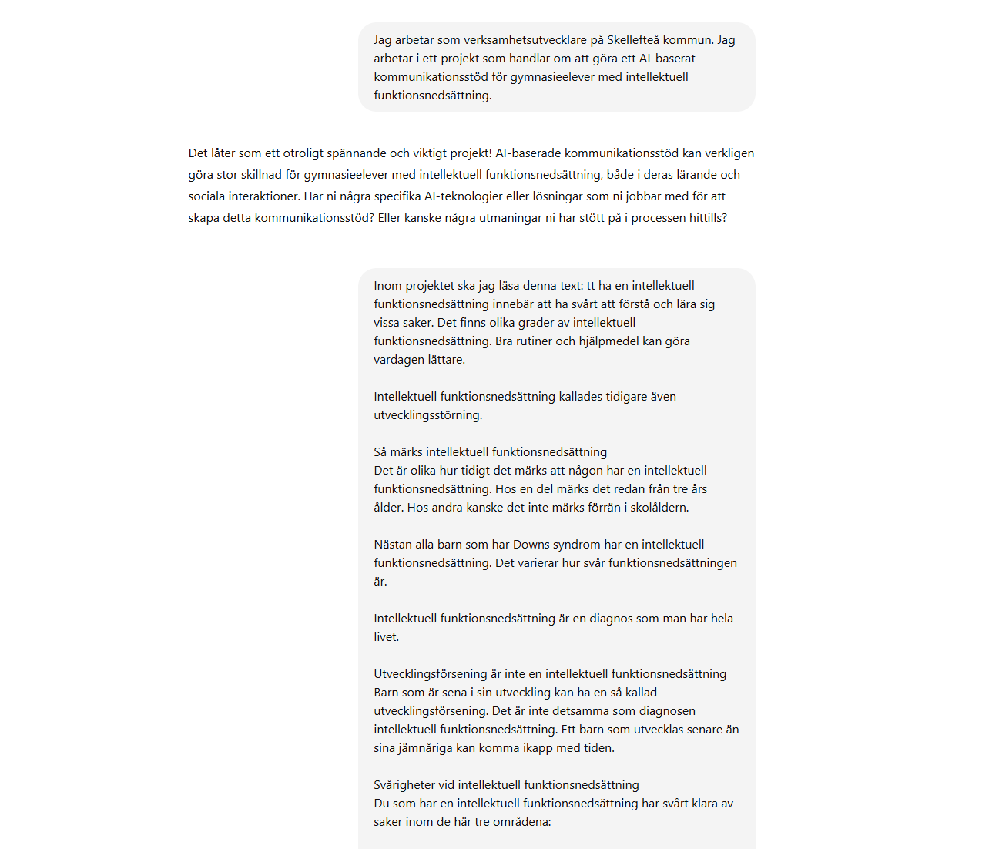 Jag arbetar som verksamhetsutvecklare på Skellefteå kommun. Jag
arbetar i ett projekt som handlar om att göra ett AI-baserat
kommunikationsstöd för gymnasieelever med intellektuell
funktionsnedsättning.
Det låter som ett otroligt spännande och viktigt projekt! AI-baserade kommunikationsstöd kan verkligen
göra stor skillnad för gymnasieelever med intellektuell funktionsnedsättning, både i deras lärande och
sociala interaktioner. Har ni några specifika AI-teknologier eller lösningar som ni jobbar med för att
skapa detta kommunikationsstöd? Eller kanske några utmaningar ni har stött på i processen hittills?
Inom projektet ska jag läsa denna text: tt ha en intellektuell
funktionsnedsättning innebär att ha svårt att förstå och lära sig
vissa saker. Det finns olika grader av intellektuell
funktionsnedsättning. Bra rutiner och hjälpmedel kan göra
vardagen lättare.
Intellektuell funktionsnedsättning kallades tidigare även
utvecklingsstörning.
Så märks intellektuell funktionsnedsättning
Det är olika hur tidigt det märks att någon har en intellektuell
funktionsnedsättning. Hos en del märks det redan från tre års
ålder. Hos andra kanske det inte märks förrän i skolåldern.
Nästan alla barn som har Downs syndrom har en intellektuell
funktionsnedsättning. Det varierar hur svår funktionsnedsättningen
är.
Intellektuell funktionsnedsättning är en diagnos som man har hela
livet.
Utvecklingsförsening är inte en intellektuell funktionsnedsättning
Barn som är sena i sin utveckling kan ha en så kallad
utvecklingsförsening. Det är inte detsamma som diagnosen
intellektuell funktionsnedsättning. Ett barn som utvecklas senare än
sina jämnåriga kan komma ikapp med tiden.
Svårigheter vid intellektuell funktionsnedsättning
Du som har en intellektuell funktionsnedsättning har svårt klara av
saker inom de här tre områdena: